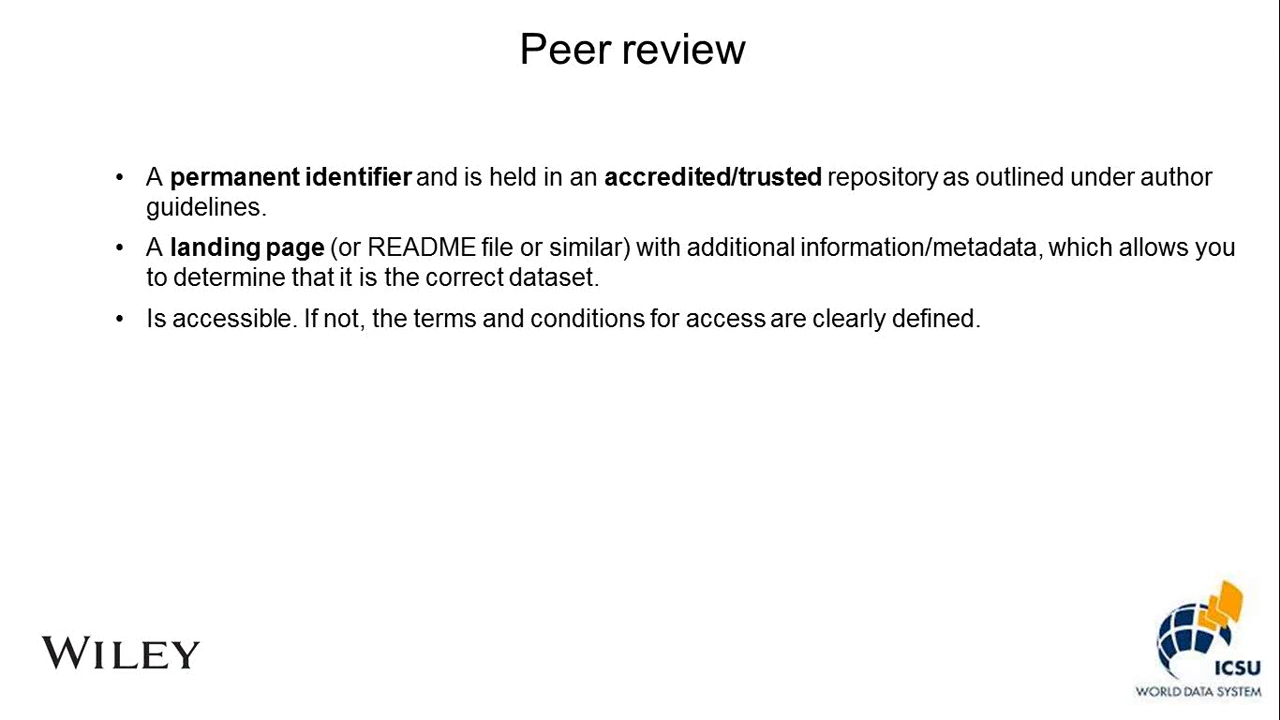 Peer review
• A permanent identifier and is held in an accredited/trusted repository as outlined under author
guidelines.
• A landing page (or README file or similar) with additional information/metadata, which allows you
to determine that it is the correct dataset.
• Is accessible. If not, the terms and conditions for access are clearly defined.
WILEY
ICSU
WORLD DATA SYSTEM